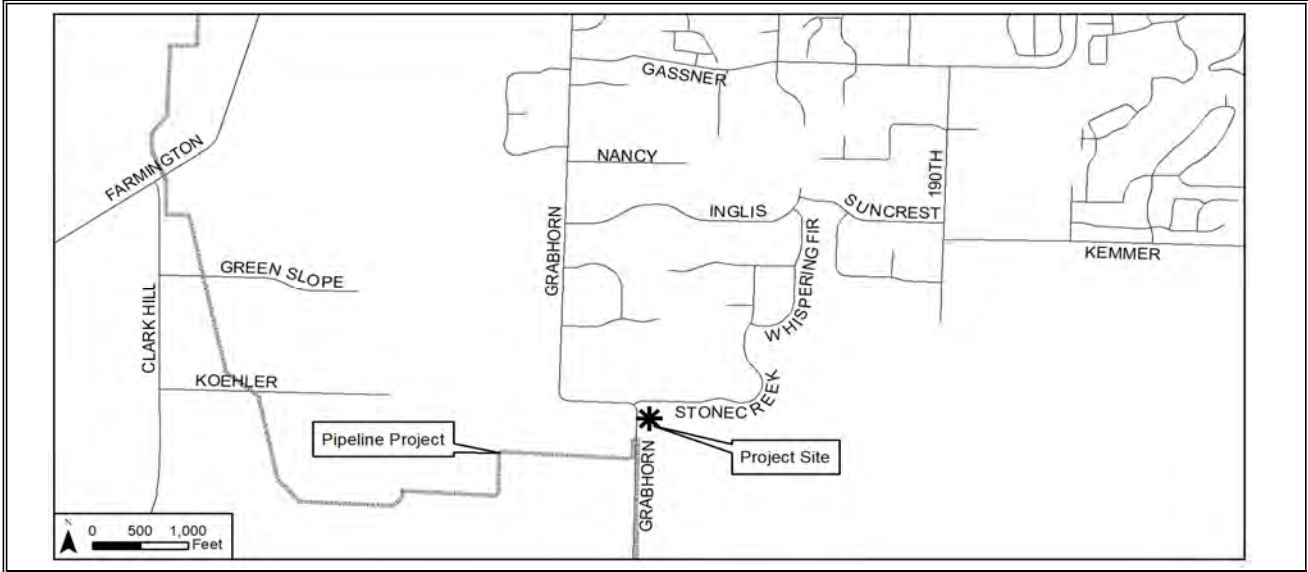 GASSNER
FARMINGTON
NANCY
190TH
INGLIS
SUNCREST
GRABHORN
WHISPERING FIR
KEMMER
GREEN SLOPE
CLARK HILL
KOEHLER
STONECREEK
Pipeline Project
Project Site
GRABHORN
N
0 500 1,000
Feet